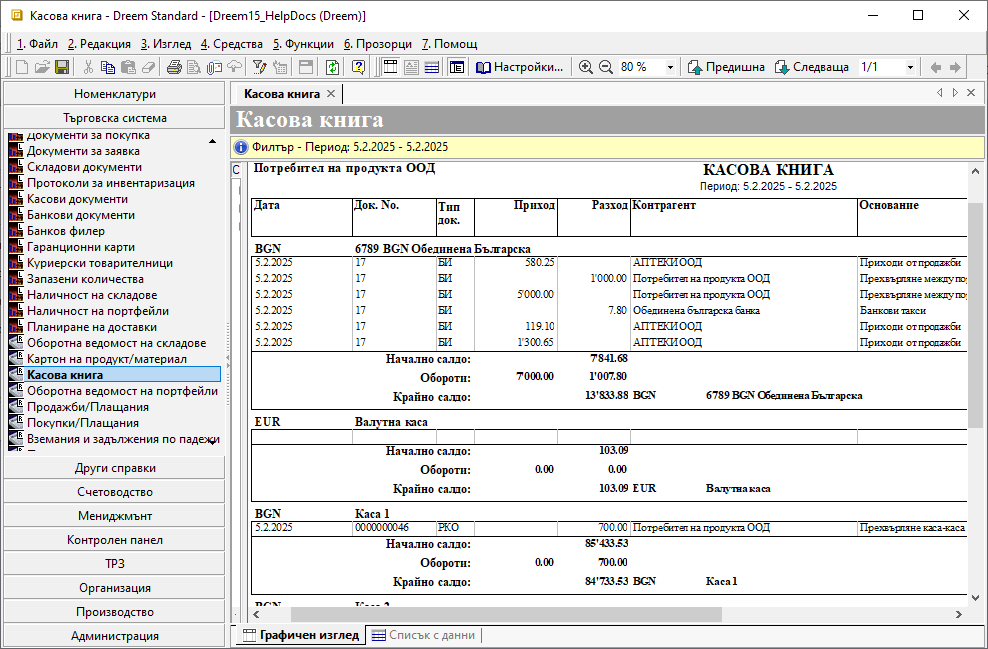 Касова книга - Dreem Standard - [Dreem15_HelpDocs (Dreem)]
1. Файл 2. Редакция 3. Изглед 4. Средства 5. Функции 6. Прозорци 7. Помощ
Настройки... 80 % Предишна Следваща 1/1
Номенклатури
Търговска система
Документи за покупка
Документи за заявка
Складови документи
Протоколи за инвентаризация
Касови документи
Банкови документи
Банков филер
Гаранционни карти
Куриерски товарителници
Запазени количества
Наличност на складове
Наличност на портфейли
Планиране на доставки
Оборотна ведомост на складове
Картон на продукт/материал
Касова книга
Оборотна ведомост на портфейли
Продажби/Плащания
Покупки/Плащания
Вземания и задължения по падежи
Други справки
Счетоводство
Мениджмънт
Контролен панел
ТРЗ
Организация
Производство
Администрация
Касова книга
Касова книга
Филтър - Период: 5.2.2025 - 5.2.2025
С
Потребител на продукта ООД КАСОВА КНИГА
Период: 5.2.2025 - 5.2.2025
Дата Док. No. Тип док. Приход Разход Контрагент Основание
BGN 6789 BGN Обединена Българска
5.2.2025 17 БИ 580.25 АПТЕКИ ООД Приходи от продажби
5.2.2025 17 БИ 1'000.00 Потребител на продукта ООД Прехвърляне между по
5.2.2025 17 БИ 5'000.00 Потребител на продукта ООД Прехвърляне между по
5.2.2025 17 БИ 7.80 Обединена българска банка Банкови такси
5.2.2025 17 БИ 119.10 АПТЕКИ ООД Приходи от продажби
5.2.2025 17 БИ 1'300.65 АПТЕКИ ООД Приходи от продажби
Начално салдо: 7'841.68
Обороти: 7'000.00 1'007.80
Крайно салдо: 13'833.88 BGN 6789 BGN Обединена Българска
EUR Валутна каса
Начално салдо: 103.09
Обороти: 0.00 0.00
Крайно салдо: 103.09 EUR Валутна каса
BGN Каса 1
5.2.2025 0000000046 РКО 700.00 Потребител на продукта ООД Прехвърляне каса-каса
Начално салдо: 85'433.53
Обороти: 0.00 700.00
Крайно салдо: 84'733.53 BGN Каса 1
BGN Каса 2
Графичен изглед Списък с данни